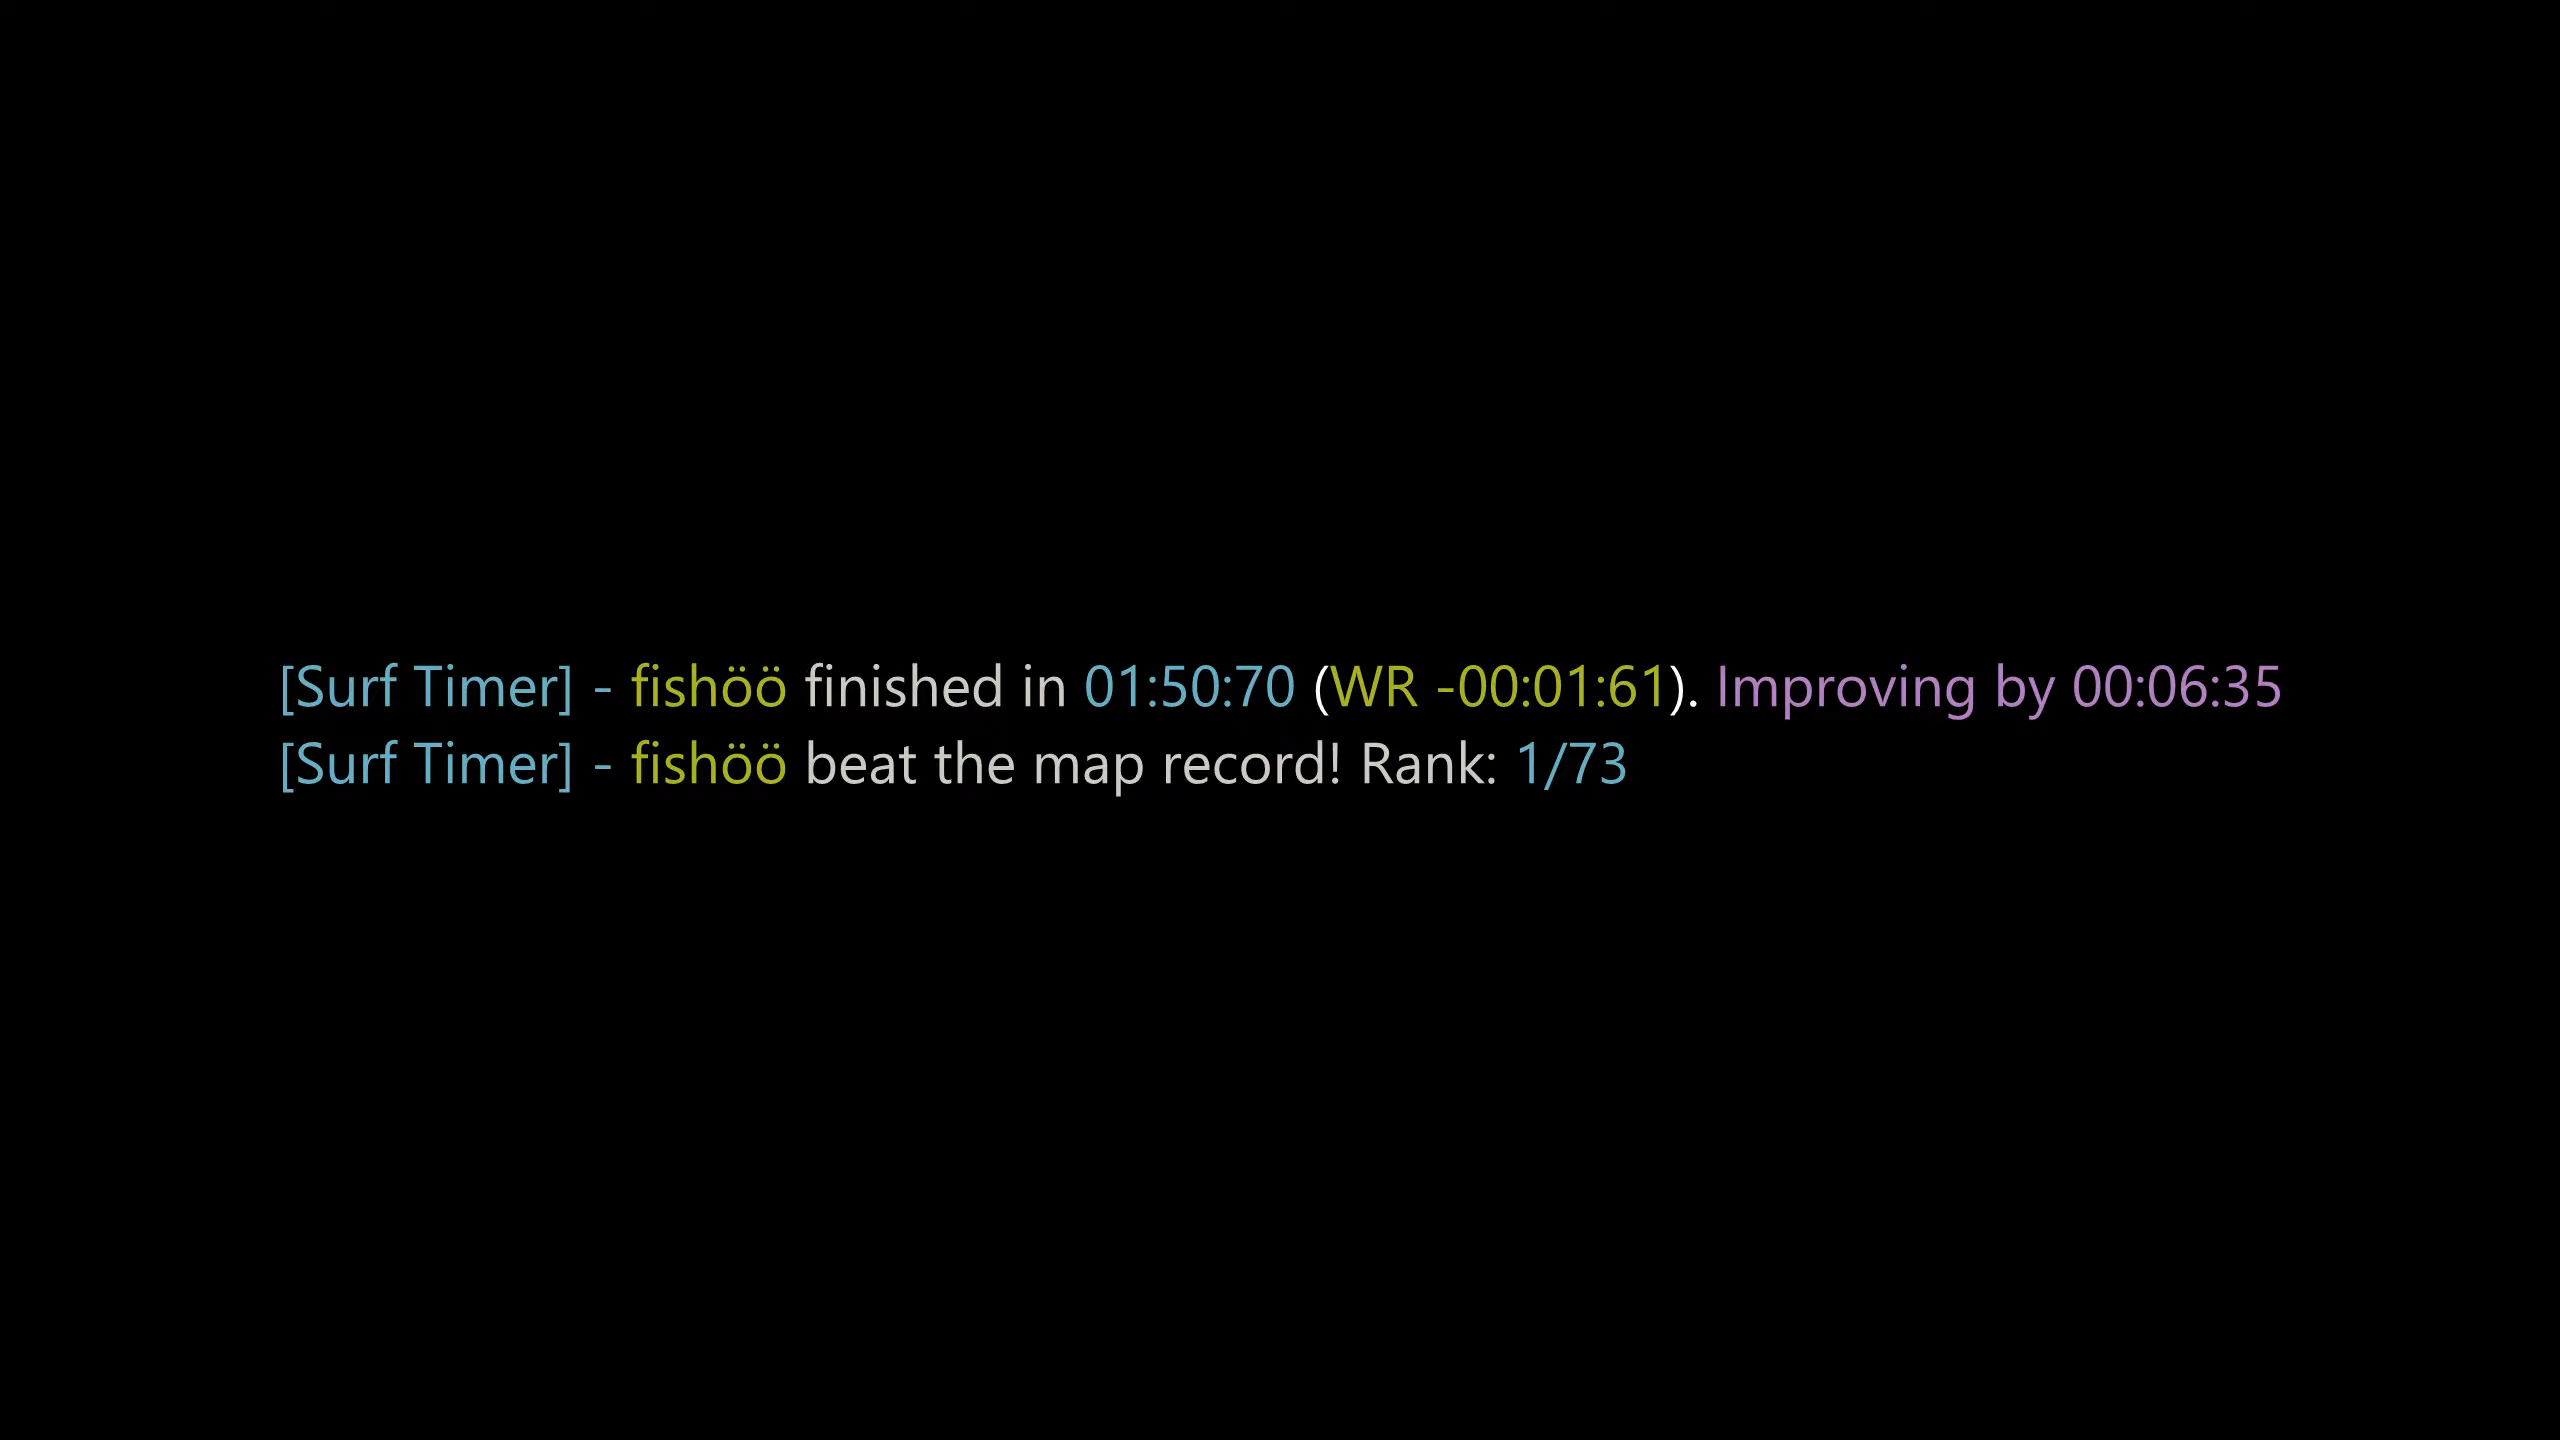 [Surf Timer] - fishöö finished in 01:50:70 (WR -00:01:61). Improving by 00:06:35
[Surf Timer] - fishöö beat the map record! Rank: 1/73